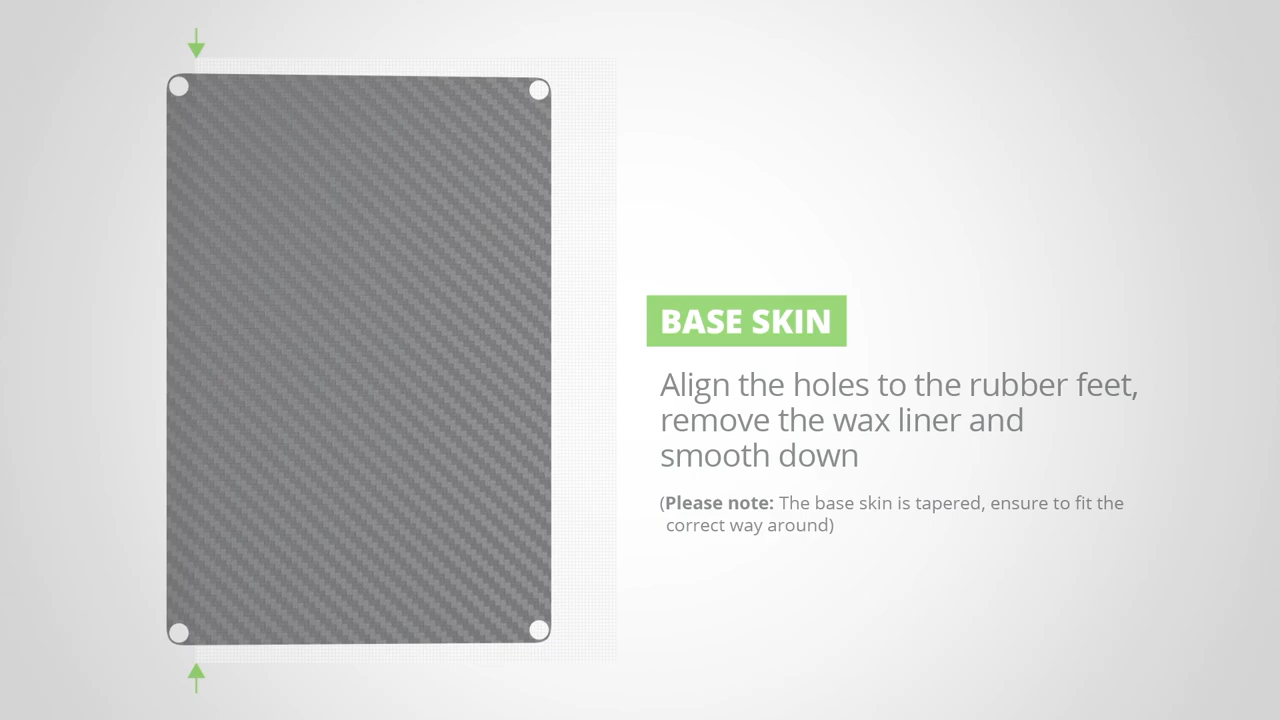 BASE SKIN
Align the holes to the rubber feet,
remove the wax liner and
smooth down
(Please note: The base skin is tapered, ensure to fit the
correct way around)